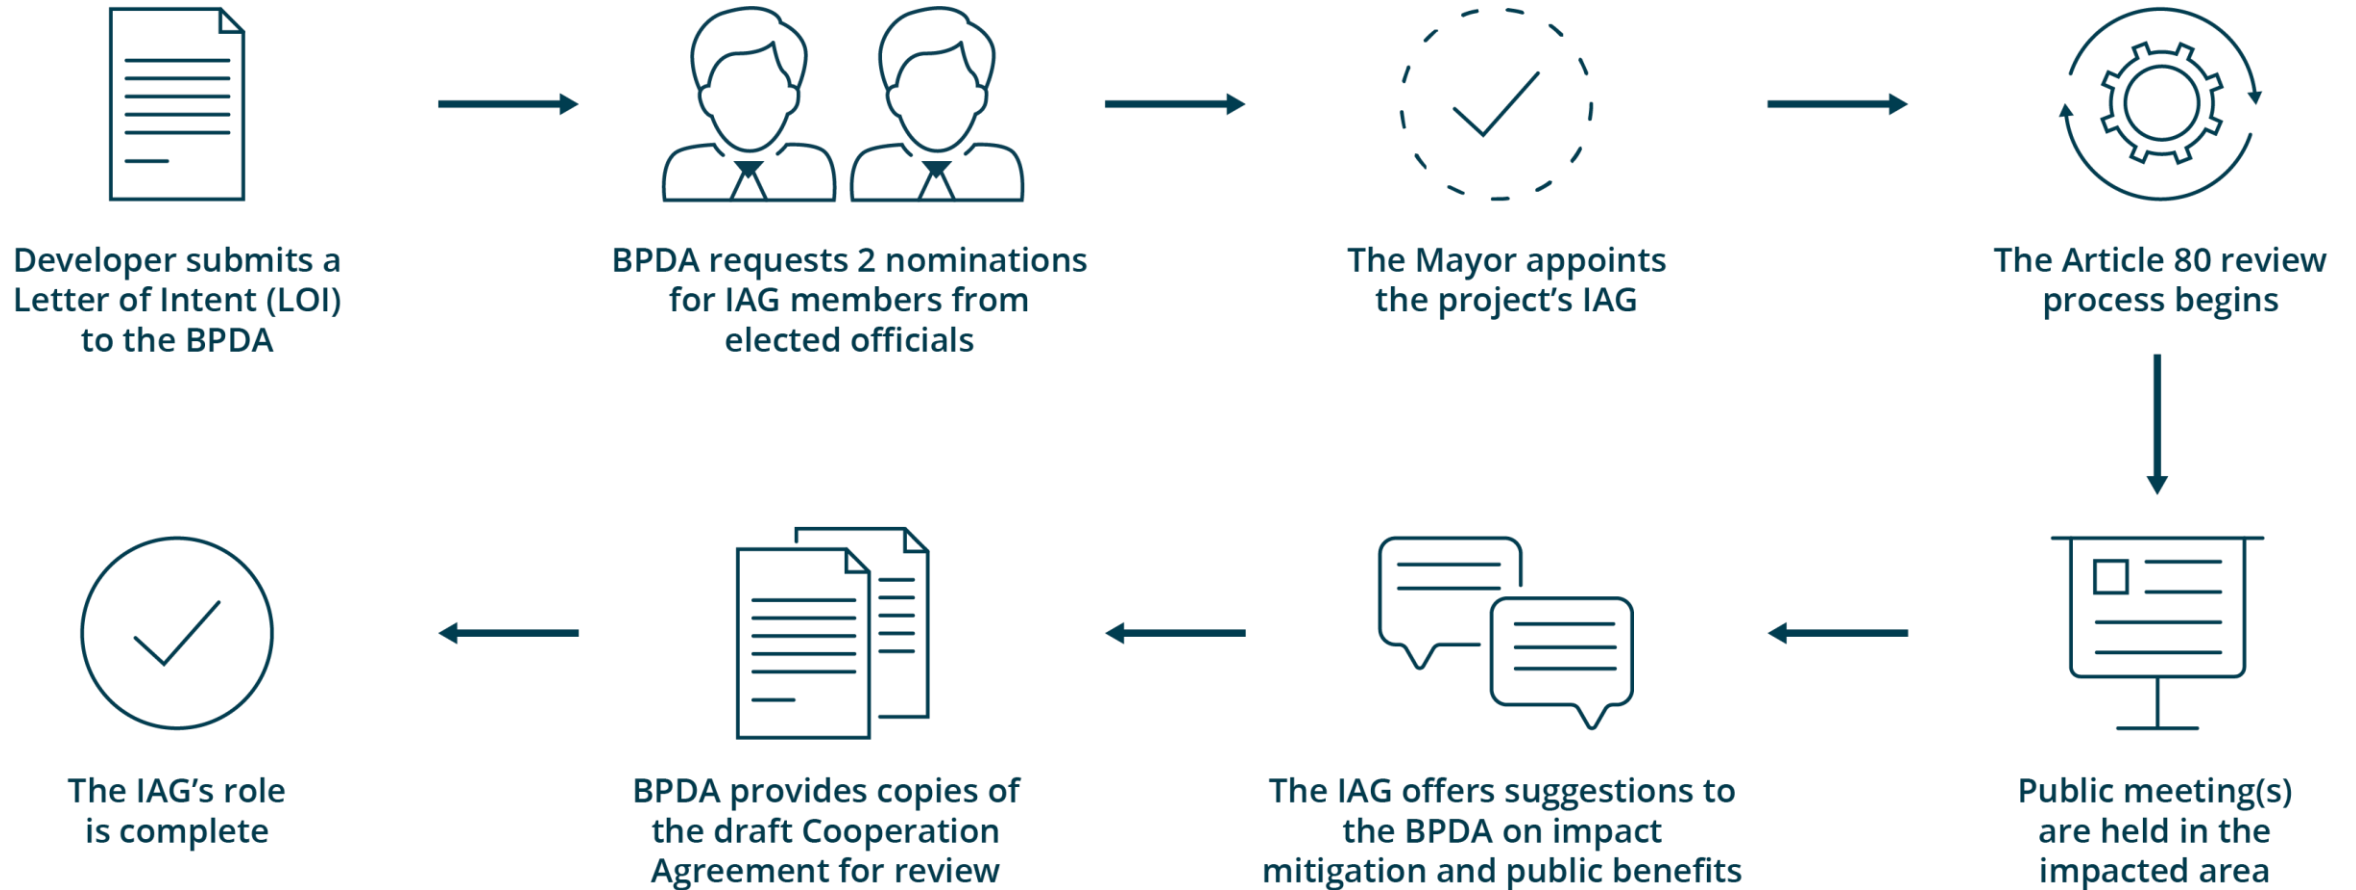 Developer submits a
Letter of Intent (LOI)
to the BPDA
BPDA requests 2 nominations
for IAG members from
elected officials
The Mayor appoints
the project’s IAG
The Article 80 review
process begins
Public meeting(s)
are held in the
impacted area
The IAG offers suggestions to
the BPDA on impact
mitigation and public benefits
BPDA provides copies of
the draft Cooperation
Agreement for review
The IAG’s role
is complete